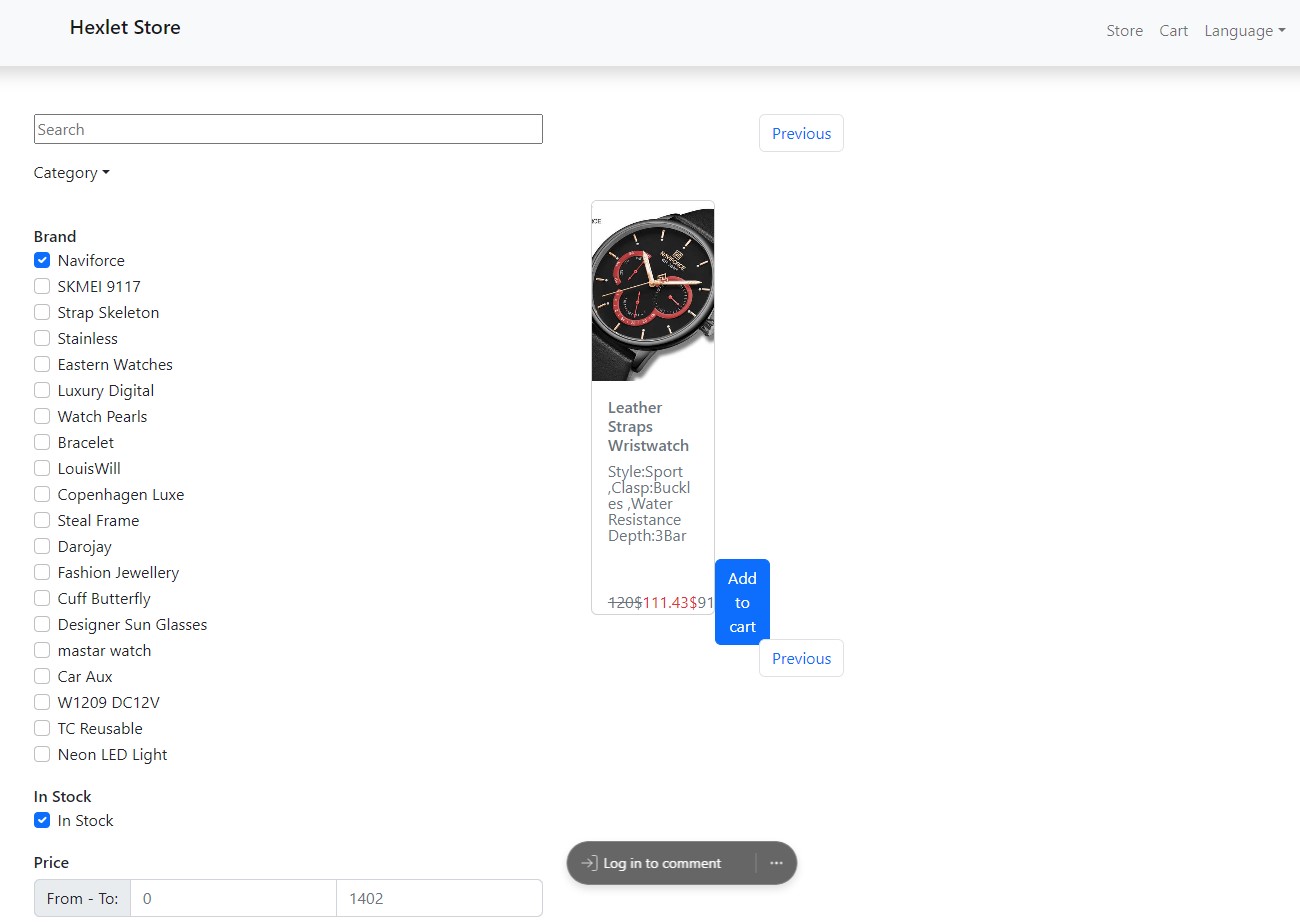 Hexlet Store
Store
Cart
Language
Search
Category
Brand
Naviforce
SKMEI 9117
Strap Skeleton
Stainless
Eastern Watches
Luxury Digital
Watch Pearls
Bracelet
LouisWill
Copenhagen Luxe
Steal Frame
Darojay
Fashion Jewellery
Cuff Butterfly
Designer Sun Glasses
mastar watch
Car Aux
W1209 DC12V
TC Reusable
Neon LED Light
In Stock
In Stock
Price
From - To:
0
1402
Previous
NAVIFORCE
Leather
Straps
Wristwatch
Style:Sport
,Clasp:Buckl
es ,Water
Resistance
Depth:3Bar
120$111.43$91
Add
to
cart
Previous
Log in to comment